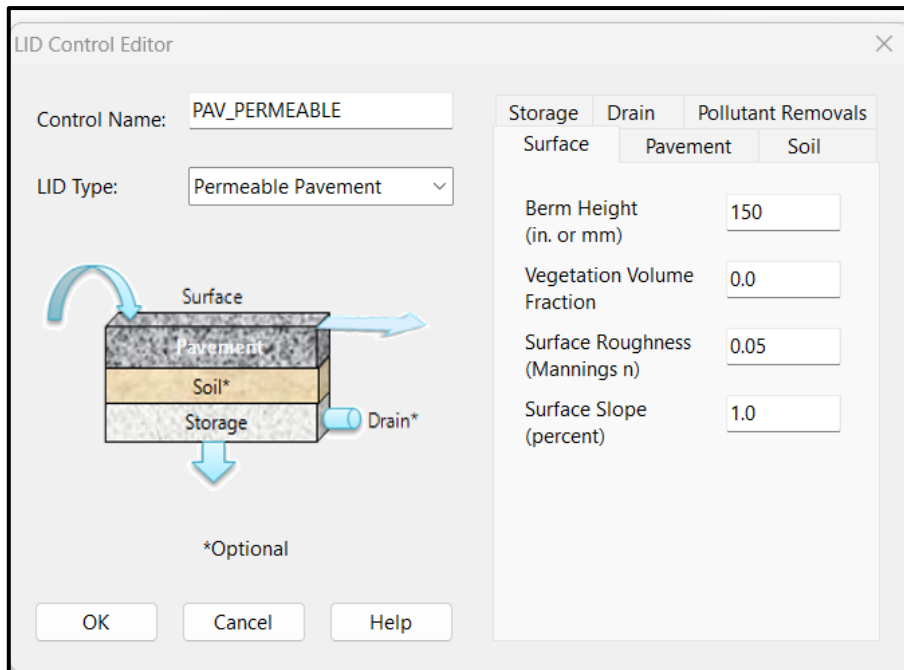 LID Control Editor
Control Name: PAV_PERMEABLE
LID Type: Permeable Pavement
Surface
Pavement
Soil*
Storage
Drain*
*Optional
OK Cancel Help
Storage Drain Pollutant Removals
Surface Pavement Soil
Berm Height
(in. or mm)
150
Vegetation Volume
Fraction
0.0
Surface Roughness
(Mannings n)
0.05
Surface Slope
(percent)
1.0